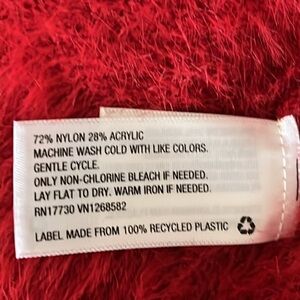 72% NYLON 28% ACRYLIC
MACHINE WASH COLD WITH LIKE COLORS.
GENTLE CYCLE.
ONLY NON-CHLORINE BLEACH IF NEEDED.
LAY FLAT TO DRY. WARM IRON IF NEEDED.
RN17730 VN1268582
LABEL MADE FROM 100% RECYCLED PLASTIC